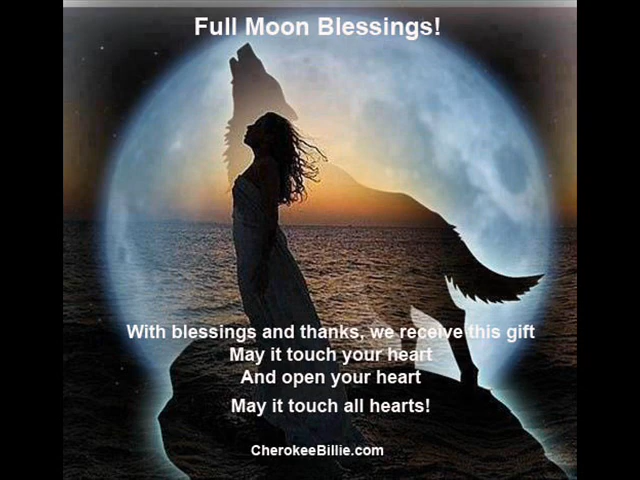 Full Moon Blessings!
With blessings and thanks, we receive this gift
May it touch your heart
And open your heart
May it touch all hearts!
CherokeeBillie.com